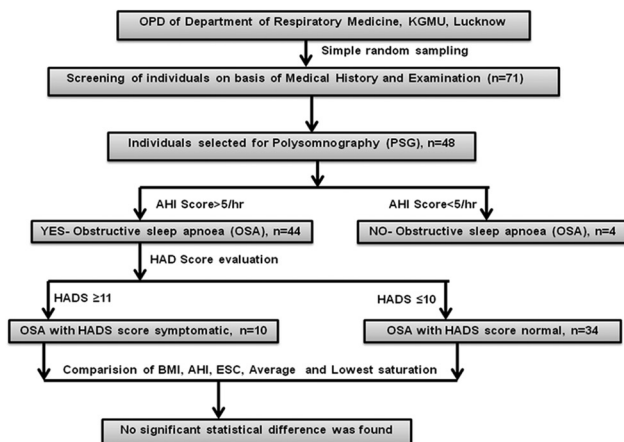 OPD of Department of Respiratory Medicine, KGMU, Lucknow
Simple random sampling
Screening of individuals on basis of Medical History and Examination (n=71)
Individuals selected for Polysomnography (PSG), n=48
AHI Score>5/hr
AHI Score<5/hr
YES- Obstructive sleep apnoea (OSA), n=44
NO- Obstructive sleep apnoea (OSA), n=4
HAD Score evaluation
HADS ≥11
HADS ≤10
OSA with HADS score symptomatic, n=10
OSA with HADS score normal, n=34
Comparision of BMI, AHI, ESC, Average and Lowest saturation
No significant statistical difference was found